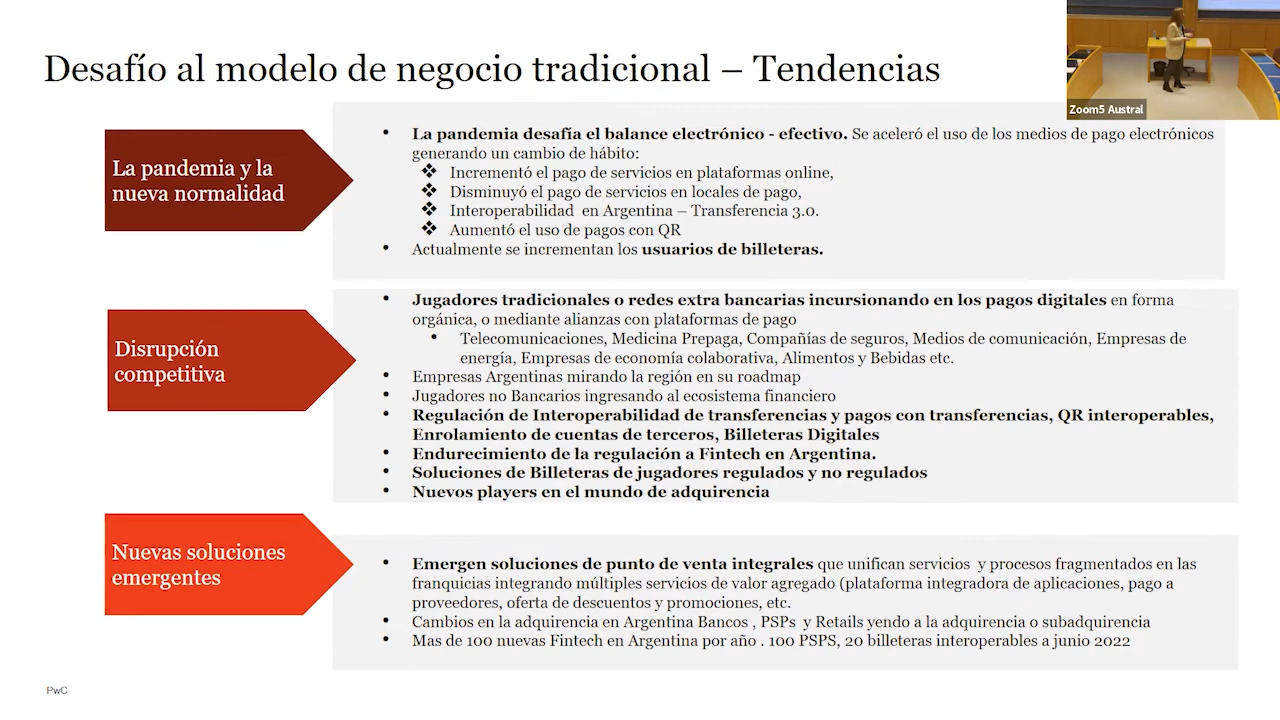 Desafío al modelo de negocio tradicional – Tendencias
Zoom5 Austral
La pandemia y la
nueva normalidad
• La pandemia desafía el balance electrónico - efectivo. Se aceleró el uso de los medios de pago electrónicos
generando un cambio de hábito:
❖ Incrementó el pago de servicios en plataformas online,
❖ Disminuyó el pago de servicios en locales de pago,
❖ Interoperabilidad en Argentina – Transferencia 3.0.
❖ Aumentó el uso de pagos con QR
• Actualmente se incrementan los usuarios de billeteras.
Disrupción
competitiva
• Jugadores tradicionales o redes extra bancarias incursionando en los pagos digitales en forma
orgánica, o mediante alianzas con plataformas de pago
• Telecomunicaciones, Medicina Prepaga, Compañías de seguros, Medios de comunicación, Empresas de
energía, Empresas de economía colaborativa, Alimentos y Bebidas etc.
• Empresas Argentinas mirando la región en su roadmap
• Jugadores no Bancarios ingresando al ecosistema financiero
• Regulación de Interoperabilidad de transferencias y pagos con transferencias, QR interoperables,
Enrolamiento de cuentas de terceros, Billeteras Digitales
• Endurecimiento de la regulación a Fintech en Argentina.
• Soluciones de Billeteras de jugadores regulados y no regulados
• Nuevos players en el mundo de adquirencia
Nuevas soluciones
emergentes
• Emergen soluciones de punto de venta integrales que unifican servicios y procesos fragmentados en las
franquicias integrando múltiples servicios de valor agregado (plataforma integradora de aplicaciones, pago a
proveedores, oferta de descuentos y promociones, etc.
• Cambios en la adquirencia en Argentina Bancos , PSPs y Retails yendo a la adquirencia o subadquirencia
• Mas de 100 nuevas Fintech en Argentina por año . 100 PSPS, 20 billeteras interoperables a junio 2022
PwC